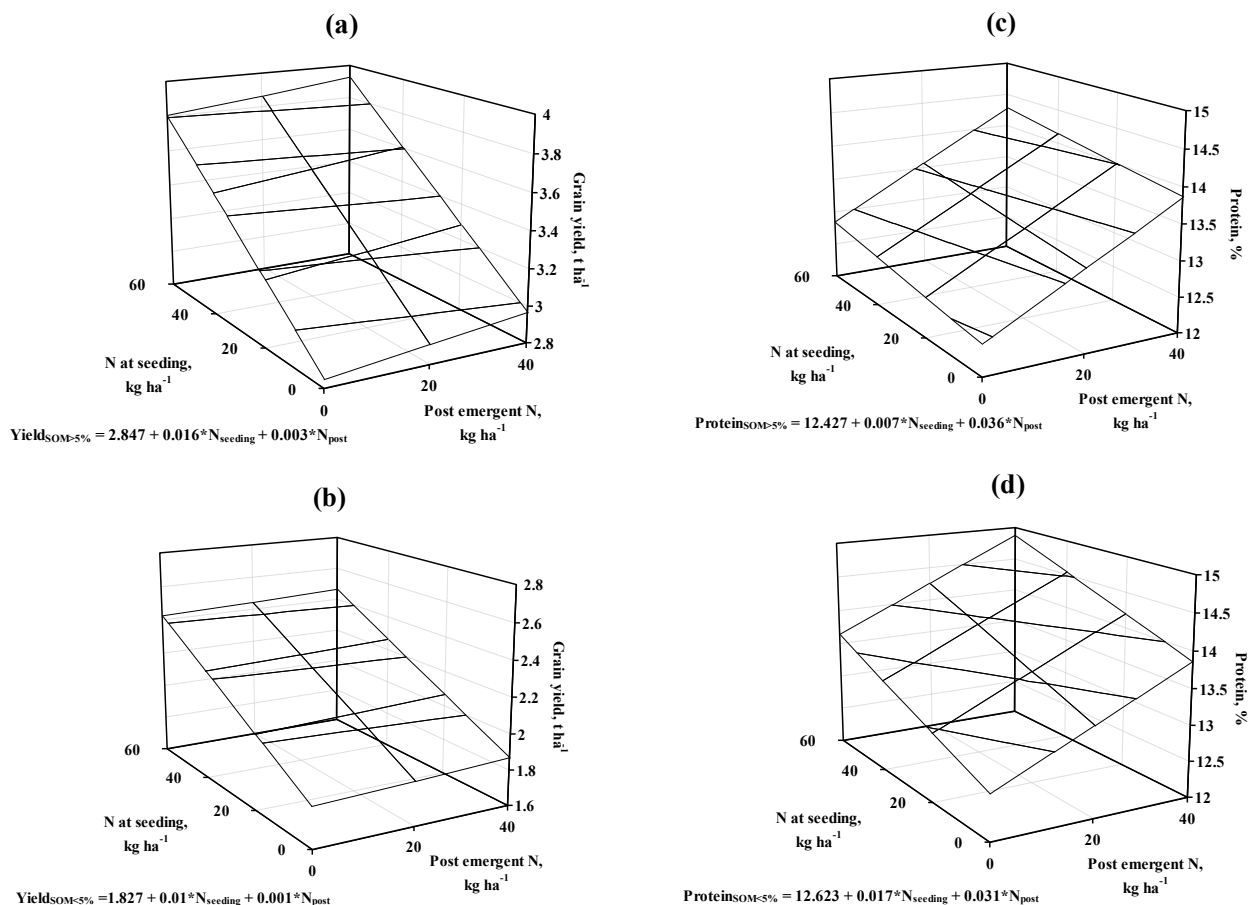 (a)
4
3.8
3.6
3.4
3.2
3
2.8
Grain yield, t ha-1
60
40
20
0
N at seeding,
kg ha-1
0
20
40
Post emergent N,
kg ha-1
YieldSOM>5% = 2.847 + 0.016*Nseeding + 0.003*Npost
(c)
15
14.5
14
13.5
13
12.5
12
Protein, %
60
40
20
0
N at seeding,
kg ha-1
0
20
40
Post emergent N,
kg ha-1
ProteinSOM>5% = 12.427 + 0.007*Nseeding + 0.036*Npost
(b)
2.8
2.6
2.4
2.2
2
1.8
1.6
Grain yield, t ha-1
60
40
20
0
N at seeding,
kg ha-1
0
20
40
Post emergent N,
kg ha-1
YieldSOM<5% =1.827 + 0.01*Nseeding + 0.001*Npost
(d)
15
14.5
14
13.5
13
12.5
12
Protein, %
60
40
20
0
N at seeding,
kg ha-1
0
20
40
Post emergent N,
kg ha-1
ProteinSOM<5% = 12.623 + 0.017*Nseeding + 0.031*Npost